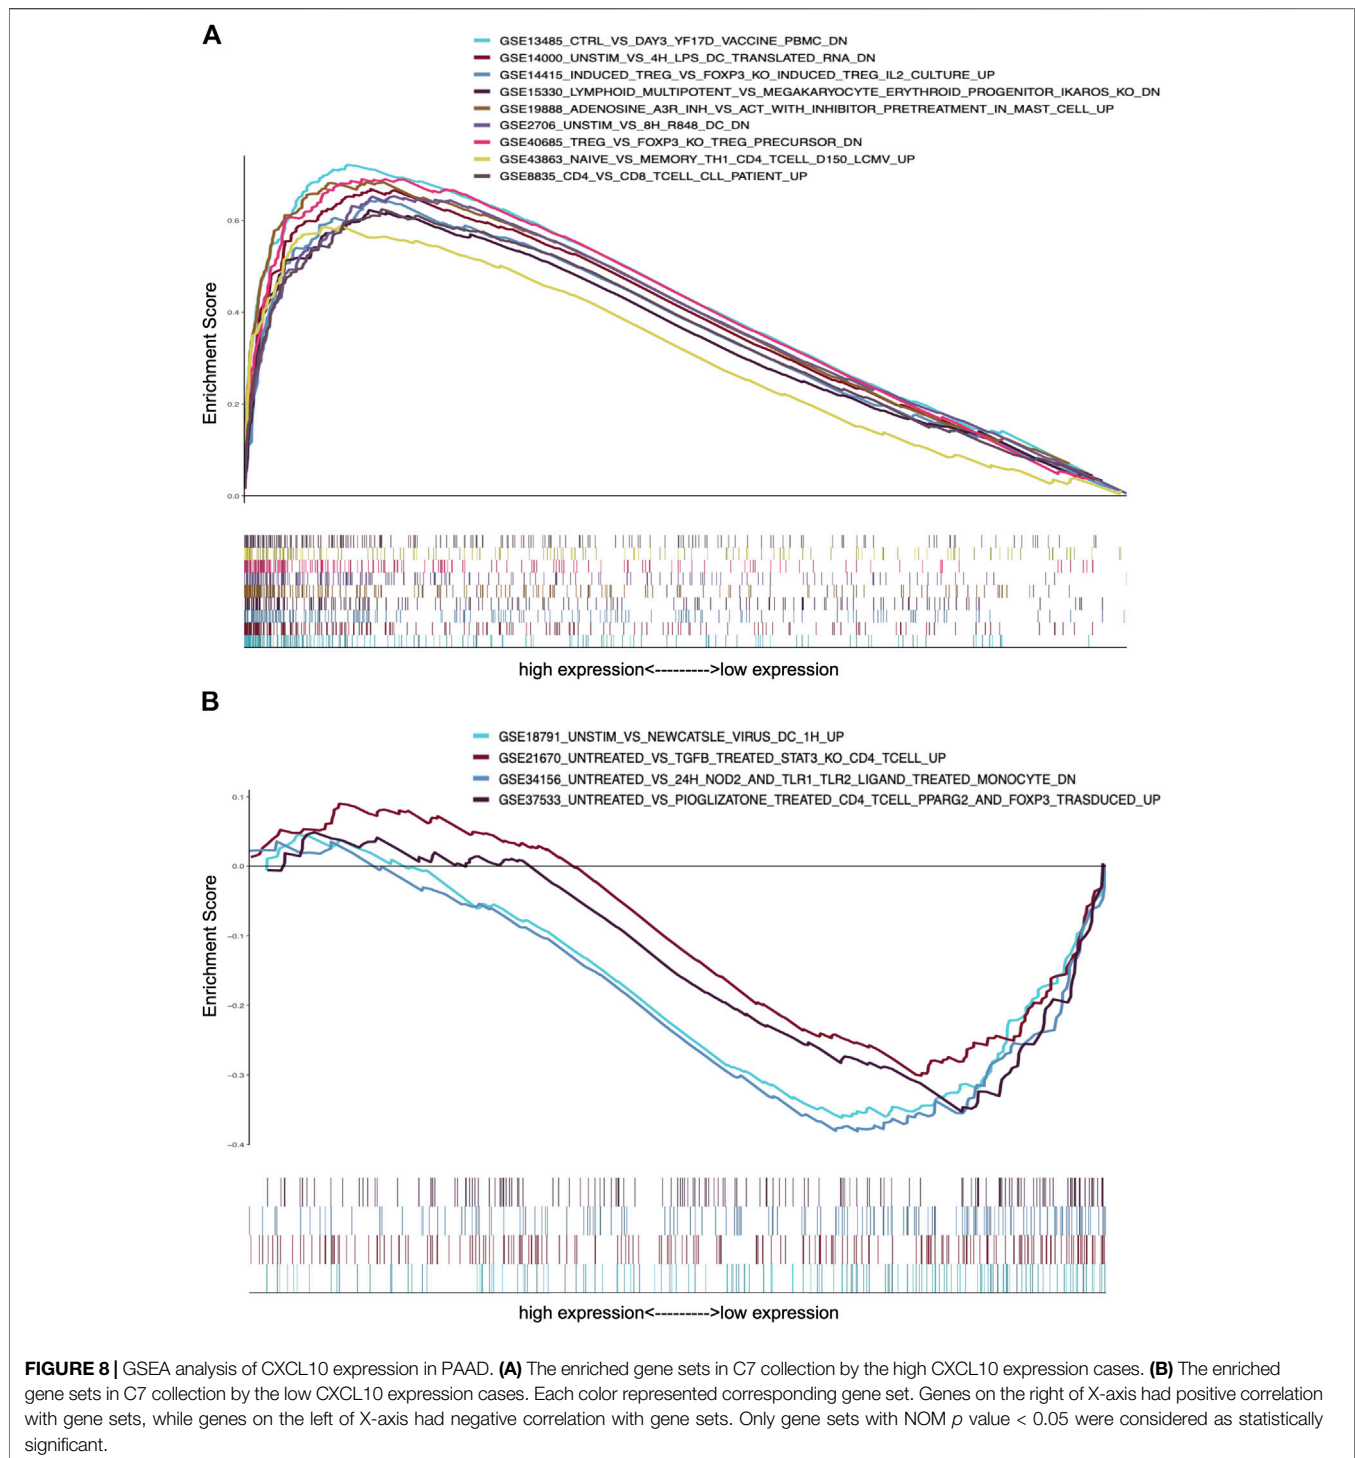 A
GSE13485_CTRL_VS_DAY3_YF17D_VACCINE_PBMC_DN
GSE14000_UNSTIM_VS_4H_LPS_DC_TRANSLATED_RNA_DN
GSE14415_INDUCED_TREG_VS_FOXP3_KO_INDUCED_TREG_IL2_CULTURE_UP
GSE15330_LYMPHOID_MULTIPOTENT_VS_MEGAKARYOCYTE_ERYTHROID_PROGENITOR_IKAROS_KO_DN
GSE19888_ADENOSINE_A3R_INH_VS_ACT_WITH_INHIBITOR_PRETREATMENT_IN_MAST_CELL_UP
GSE2706_UNSTIM_VS_8H_R848_DC_DN
GSE40685_TREG_VS_FOXP3_KO_TREG_PRECURSOR_DN
GSE43863_NAIVE_VS_MEMORY_TH1_CD4_TCELL_D150_LCMV_UP
GSE8835_CD4_VS_CD8_TCELL_CLL_PATIENT_UP
Enrichment Score
0.6
0.4
0.2
0.0
high expression<--------->low expression
B
GSE18791_UNSTIM_VS_NEWCATSLE_VIRUS_DC_1H_UP
GSE21670_UNTREATED_VS_TGFB_TREATED_STAT3_KO_CD4_TCELL_UP
GSE34156_UNTREATED_VS_24H_NOD2_AND_TLR1_TLR2_LIGAND_TREATED_MONOCYTE_DN
GSE37533_UNTREATED_VS_PIOGLIZATONE_TREATED_CD4_TCELL_PPARG2_AND_FOXP3_TRASDUCED_UP
Enrichment Score
0.1
0.0
−0.1
−0.2
−0.3
−0.4
high expression<--------->low expression
FIGURE 8 | GSEA analysis of CXCL10 expression in PAAD. (A) The enriched gene sets in C7 collection by the high CXCL10 expression cases. (B) The enriched
gene sets in C7 collection by the low CXCL10 expression cases. Each color represented corresponding gene set. Genes on the right of X-axis had positive correlation
with gene sets, while genes on the left of X-axis had negative correlation with gene sets. Only gene sets with NOM p value < 0.05 were considered as statistically
significant.